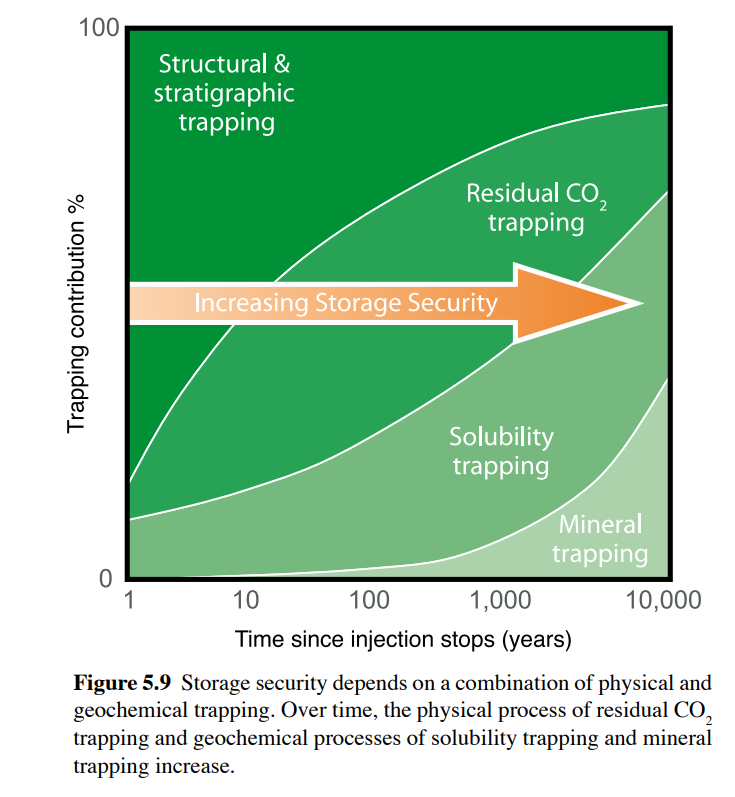 100
Structural &
stratigraphic
trapping
Residual CO2
trapping
Increasing Storage Security
Trapping contribution %
Solubility
trapping
Mineral
trapping
0
1 10 100 1,000 10,000
Time since injection stops (years)
Figure 5.9 Storage security depends on a combination of physical and
geochemical trapping. Over time, the physical process of residual CO2
trapping and geochemical processes of solubility trapping and mineral
trapping increase.